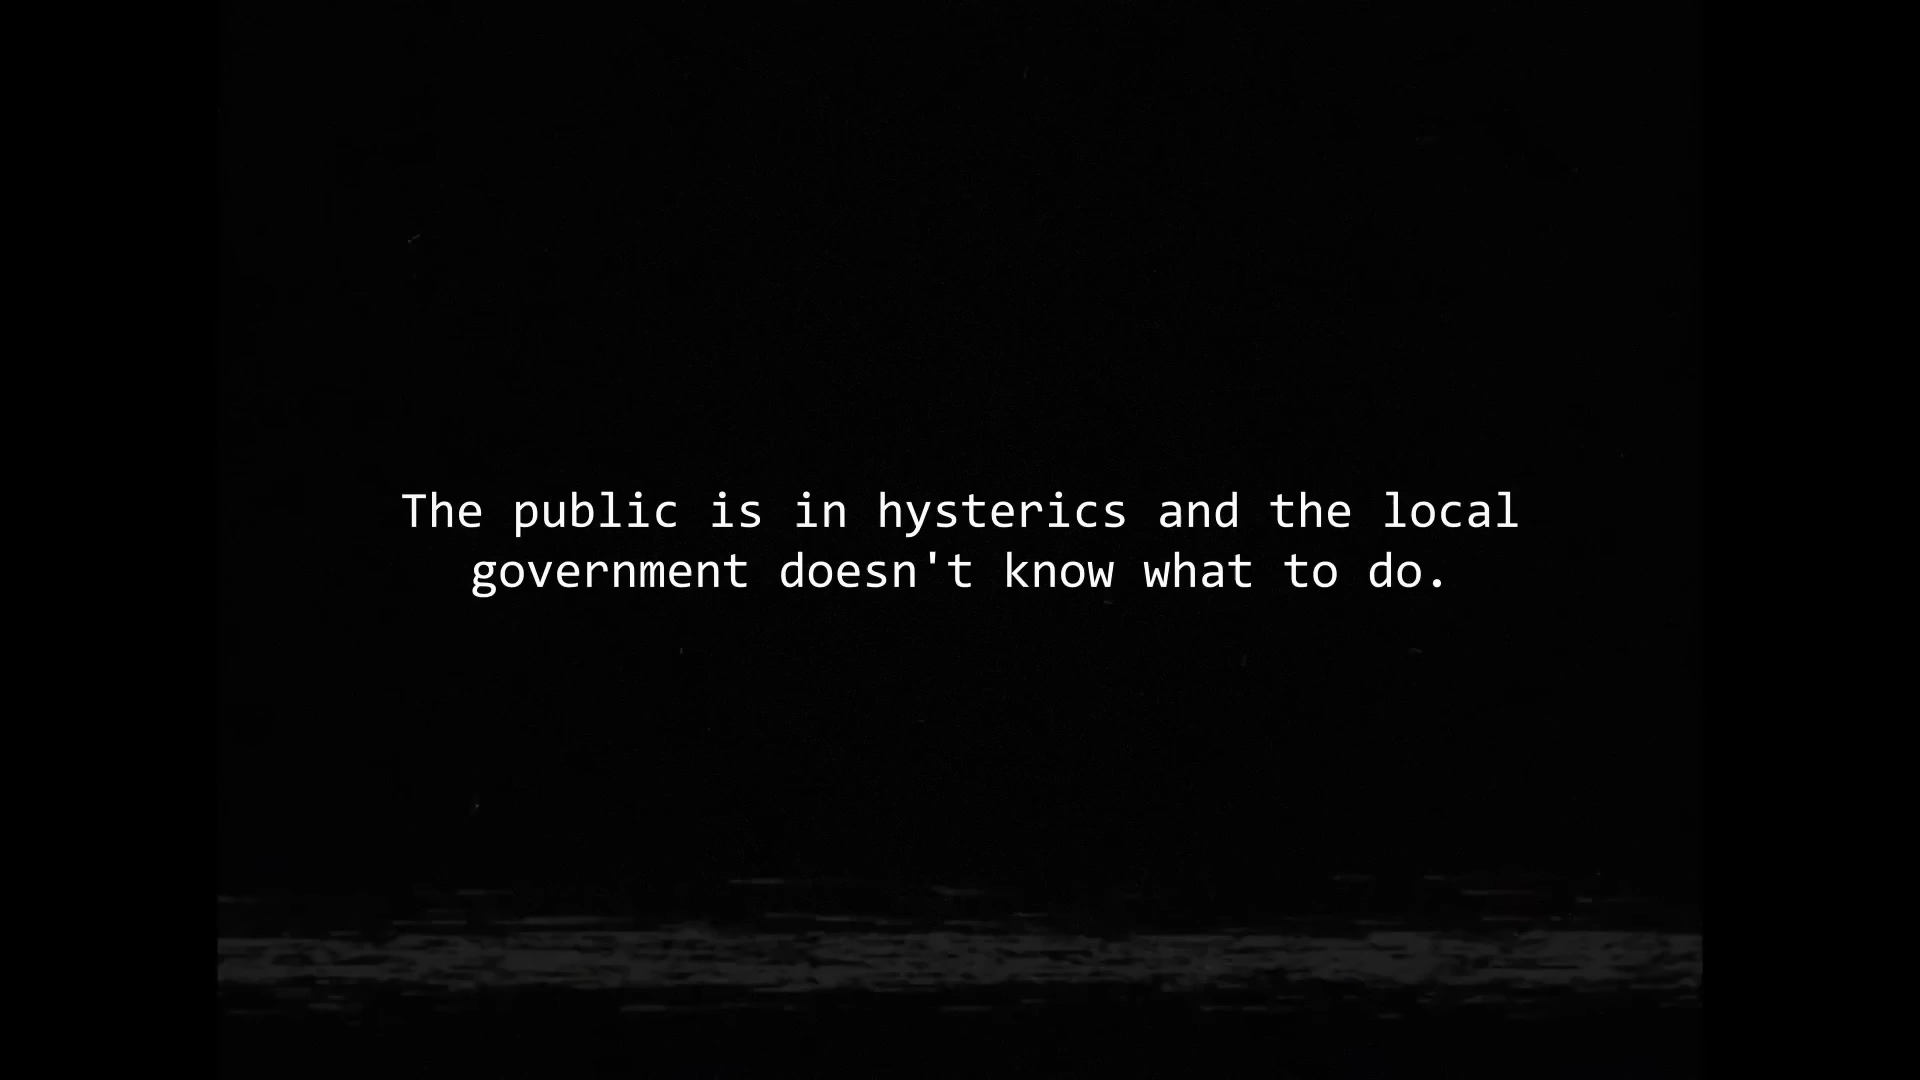 The public is in hysterics and the local
government doesn't know what to do.